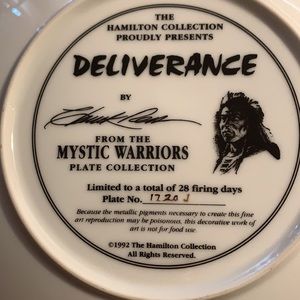 THE
HAMILTON COLLECTION
PROUDLY PRESENTS
DELIVERANCE
BY
Chuck Ren
FROM THE
MYSTIC WARRIORS
PLATE COLLECTION
Limited to a total of 28 firing days
Plate No. 1720 J
Because the metallic pigments necessary to create this fine
art reproduction may be poisonous, this decorative work of
art is not for food use.
©1992 The Hamilton Collection
All Rights Reserved.